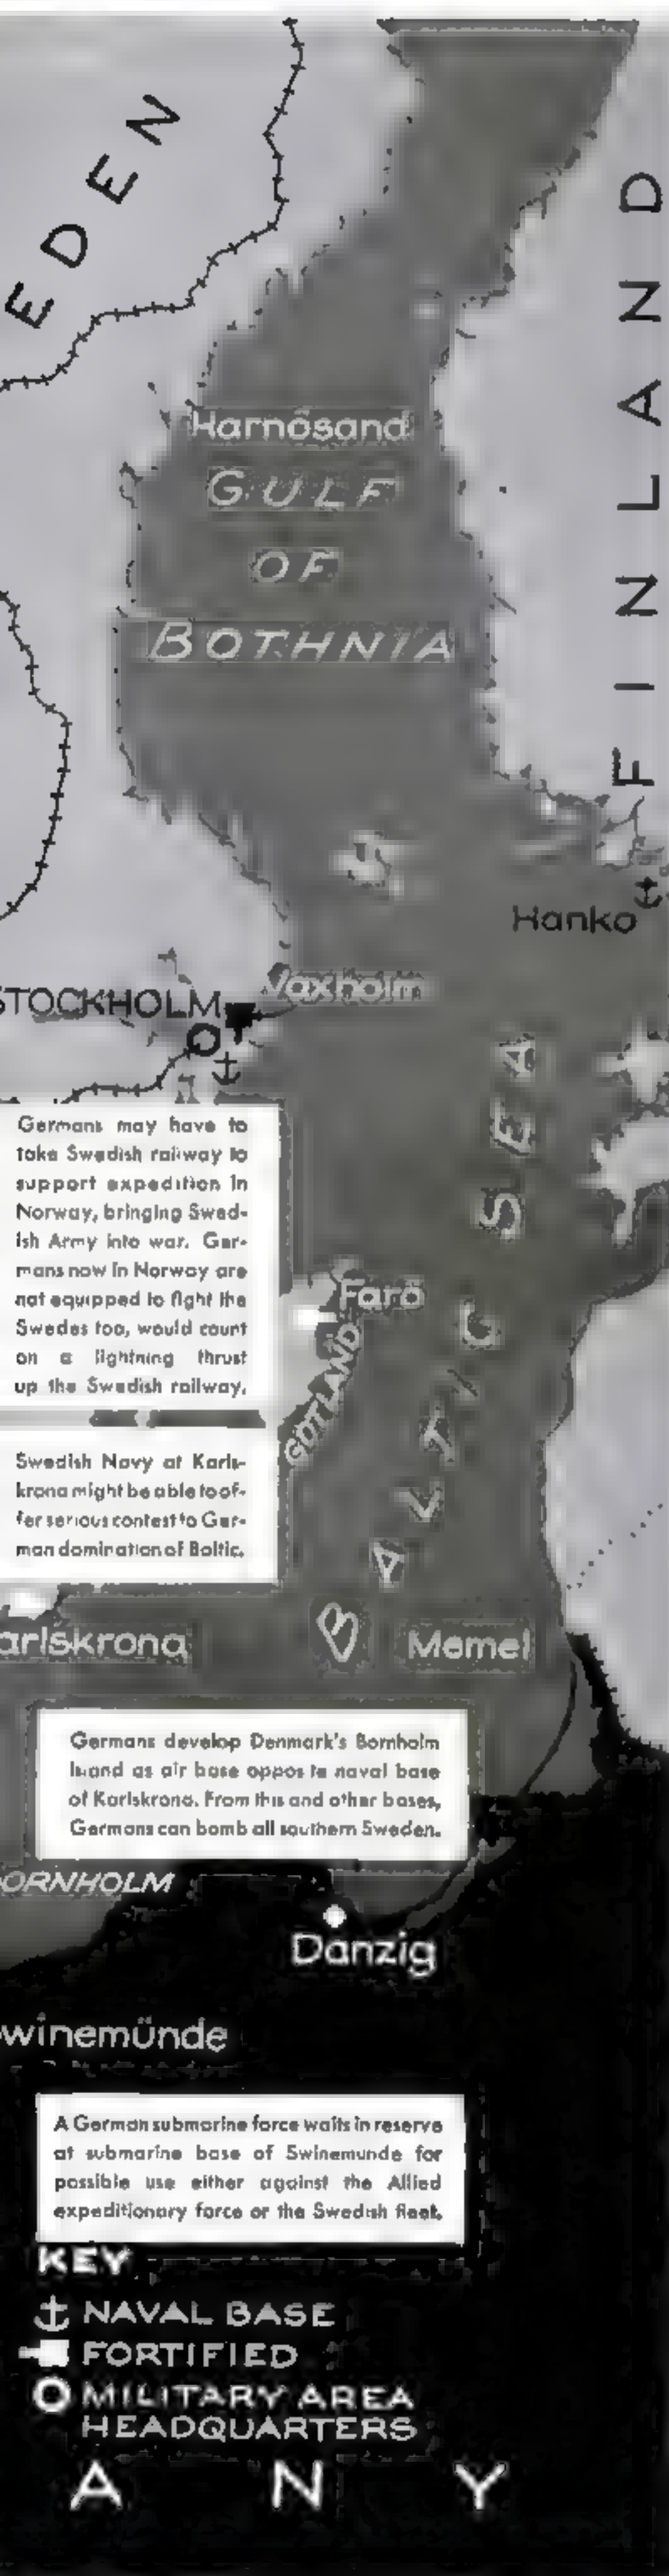 EDEN
FINLAND
Harnösand
GULF
OF
BOTHNIA
Hanko
Vaxholm
STOCKHOLM
BALTIC SEA
Germans may have to
take Swedish railway to
support expedition in
Norway, bringing Swed-
ish Army into war. Ger-
mans now in Norway are
not equipped to fight the
Swedes too, would count
on a lightning thrust
up the Swedish railway.
Farö
GOTLAND
Swedish Navy at Karls-
krona might be able to of-
fer serious contest to Ger-
man domination of Baltic.
arlskrona
Memel
Germans develop Denmark's Bornholm
Island as air base opposite naval base
of Karlskrona. From this and other bases,
Germans can bomb all southern Sweden.
ORNHOLM
Danzig
winemünde
A German submarine force waits in reserve
at submarine base of Swinemunde for
possible use either against the Allied
expeditionary force or the Swedish fleet.
KEY
NAVAL BASE
FORTIFIED
MILITARY AREA
HEADQUARTERS
ANY